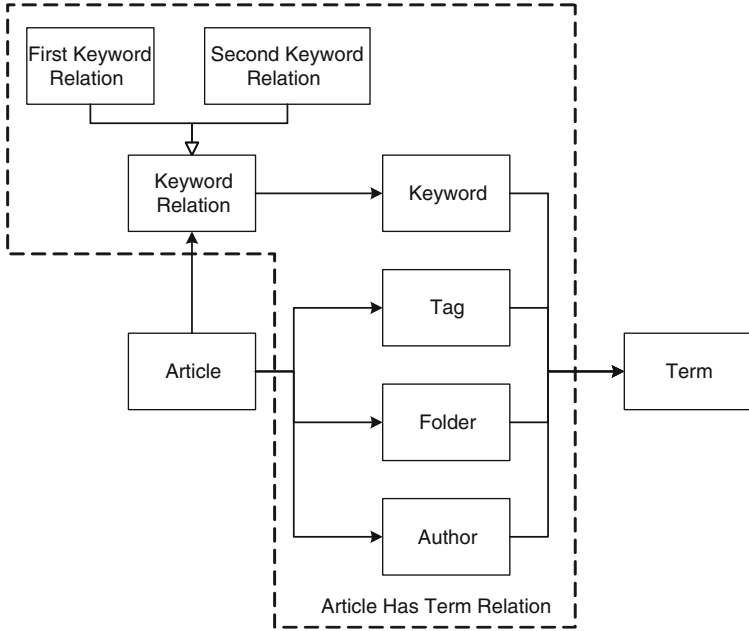 First Keyword
Relation
Second Keyword
Relation
Keyword
Relation
Keyword
Tag
Article
Term
Folder
Author
Article Has Term Relation